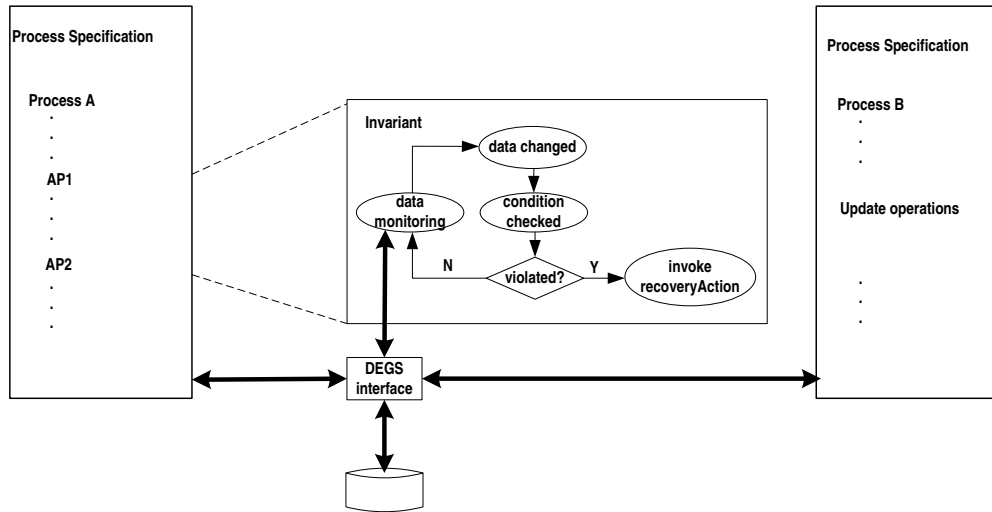 Process Specification
Process A
.
.
.
AP1
.
.
.
AP2
.
.
.
Invariant
data changed
data
monitoring
condition
checked
N
violated?
Y
invoke
recoveryAction
DEGS
interface
Process Specification
Process B
.
.
.
Update operations
.
.
.